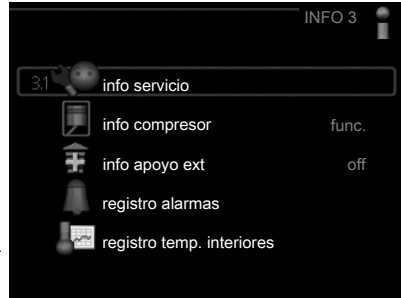 INFO 3
3.1 info servicio
info compresor func.
info apoyo ext off
registro alarmas
registro temp. interiores